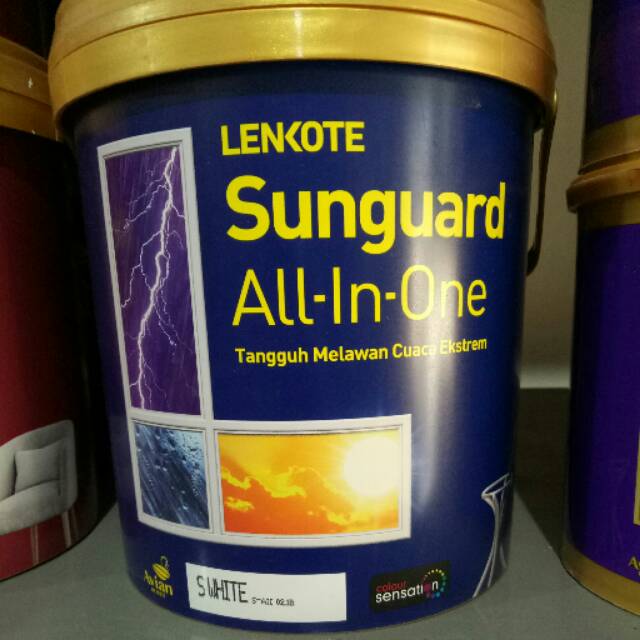 LENKOTE
Sunguard
All-In-One
Tangguh Melawan Cuaca Ekstrem
Avian
S WHITE
colour
sensation